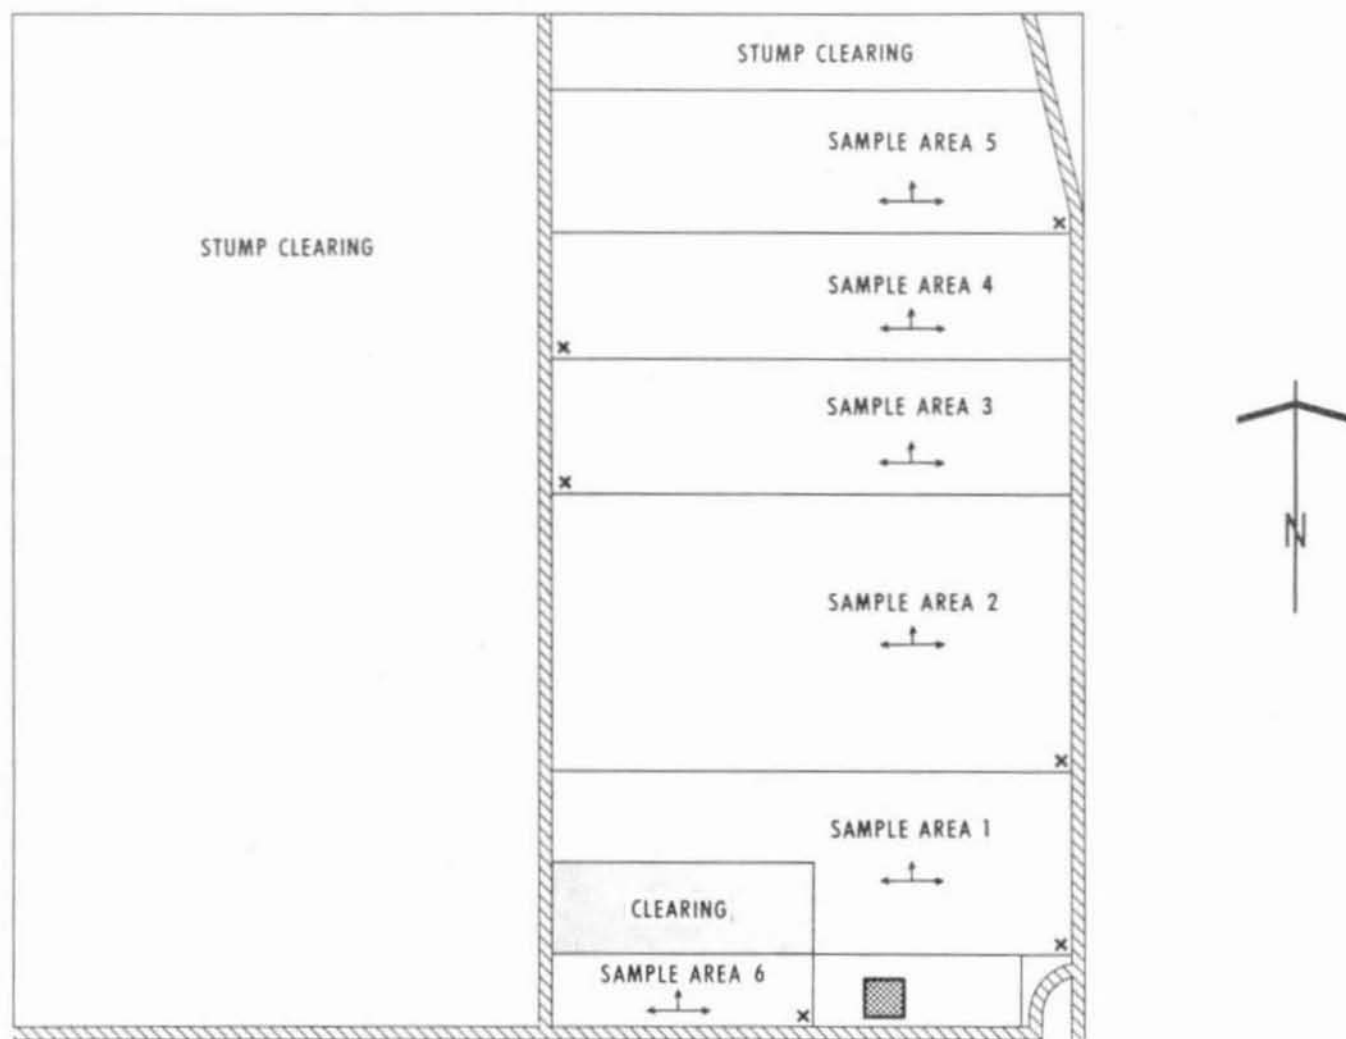 STUMP CLEARING
SAMPLE AREA 5
STUMP CLEARING
SAMPLE AREA 4
SAMPLE AREA 3
N
SAMPLE AREA 2
SAMPLE AREA 1
CLEARING
SAMPLE AREA 6